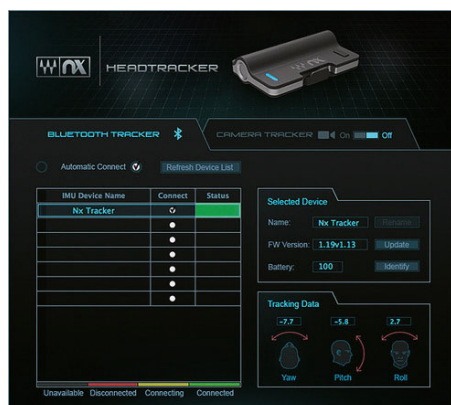 W nx HEADTRACKER
BLUETOOTH TRACKER
CAMERA TRACKER On Off
Automatic Connect Refresh Device List
IMU Device Name Connect Status
Nx Tracker
Selected Device
Name: Nx Tracker Rename
FW Version: 1.19v1.13 Update
Battery: 100 Identify
Tracking Data
-7.7 -5.8 2.7
Yaw Pitch Roll
Unavailable Disconnected Connecting Connected